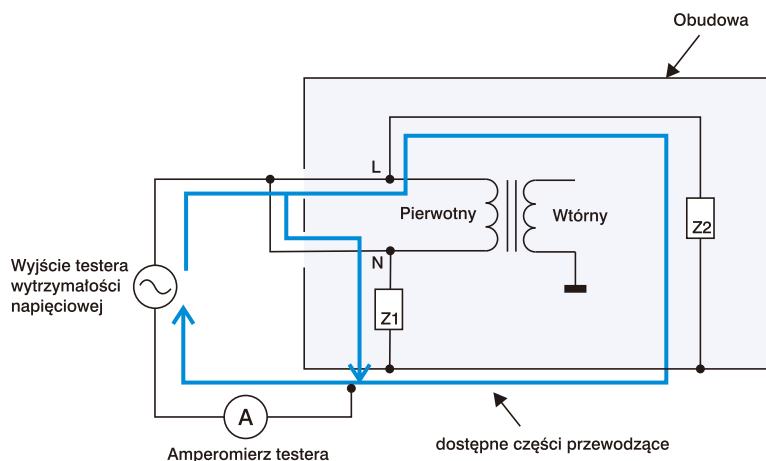 Obudowa
L
Pierwotny
Wtórny
Z2
N
Wyjście testera
wytrzymałości
napięciowej
Z1
A
Amperomierz testera
dostępne części przewodzące